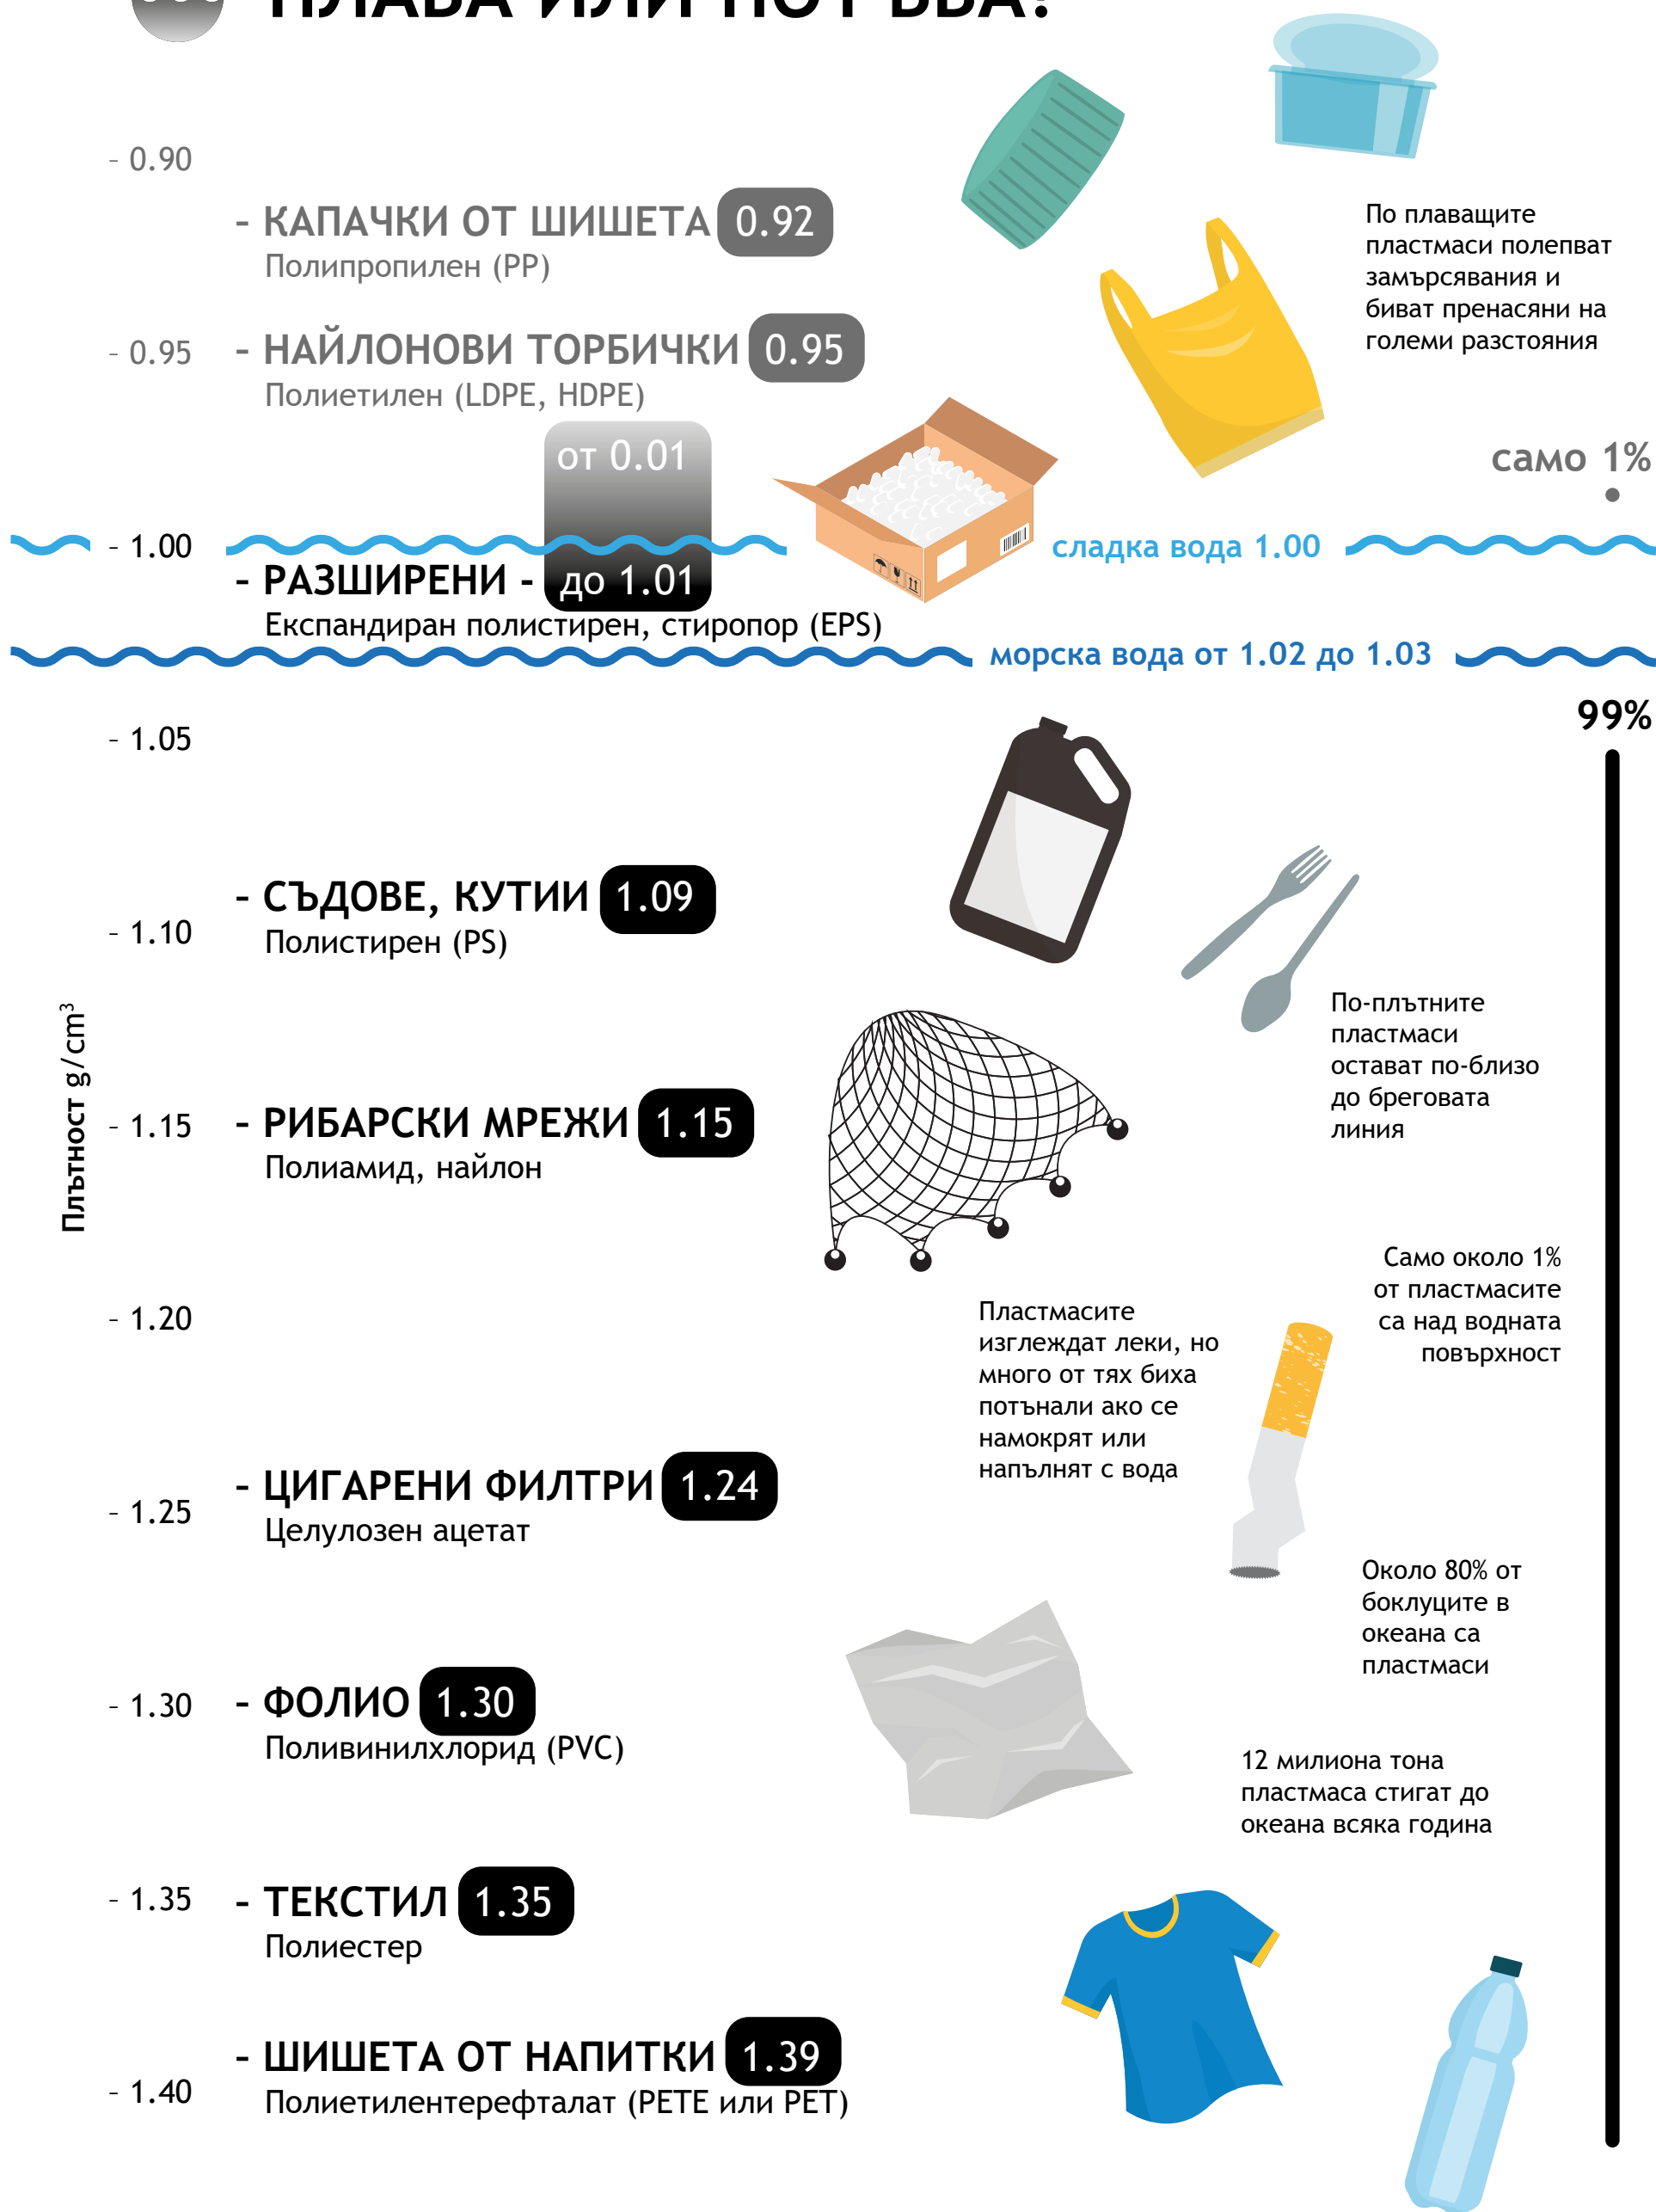 ПЛАВА ИЛИ ПОТЪВА?
- 0.90
- КАПАЧКИ ОТ ШИШЕТА 0.92
Полипропилен (PP)
По плаващите
пластмаси полепват
замърсявания и
биват пренасяни на
големи разстояния
- 0.95
- НАЙЛОНОВИ ТОРБИЧКИ 0.95
Полиетилен (LDPE, HDPE)
от 0.01
само 1%
- 1.00
сладка вода 1.00
- РАЗШИРЕНИ - до 1.01
Експандиран полистирен, стиропор (EPS)
морска вода от 1.02 до 1.03
99%
- 1.05
- СЪДОВЕ, КУТИИ 1.09
Полистирен (PS)
- 1.10
По-плътните
пластмаси
остават по-близо
до бреговата
линия
Плътност g/cm³
- 1.15
- РИБАРСКИ МРЕЖИ 1.15
Полиамид, найлон
Само около 1%
от пластмасите
са над водната
повърхност
- 1.20
Пластмасите
изглеждат леки, но
много от тях биха
потънали ако се
намокрят или
напълнят с вода
- ЦИГАРЕНИ ФИЛТРИ 1.24
Целулозен ацетат
- 1.25
Около 80% от
боклуците в
океана са
пластмаси
- 1.30
- ФОЛИО 1.30
Поливинилхлорид (PVC)
12 милиона тона
пластмаса стигат до
океана всяка година
- 1.35
- ТЕКСТИЛ 1.35
Полиестер
- ШИШЕТА ОТ НАПИТКИ 1.39
Полиетилентерефталат (PETE или PET)
- 1.40